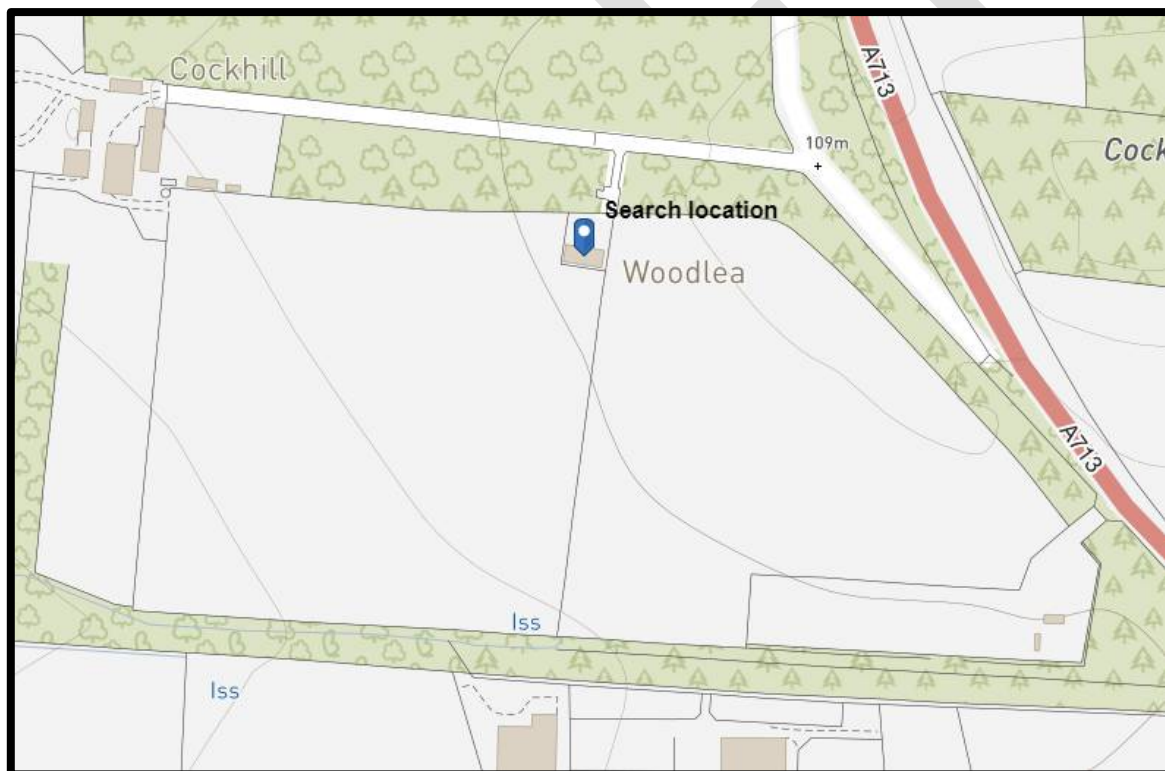 A713
Cockhill
109m
Cock
Search location
Woodlea
A713
Iss
Iss